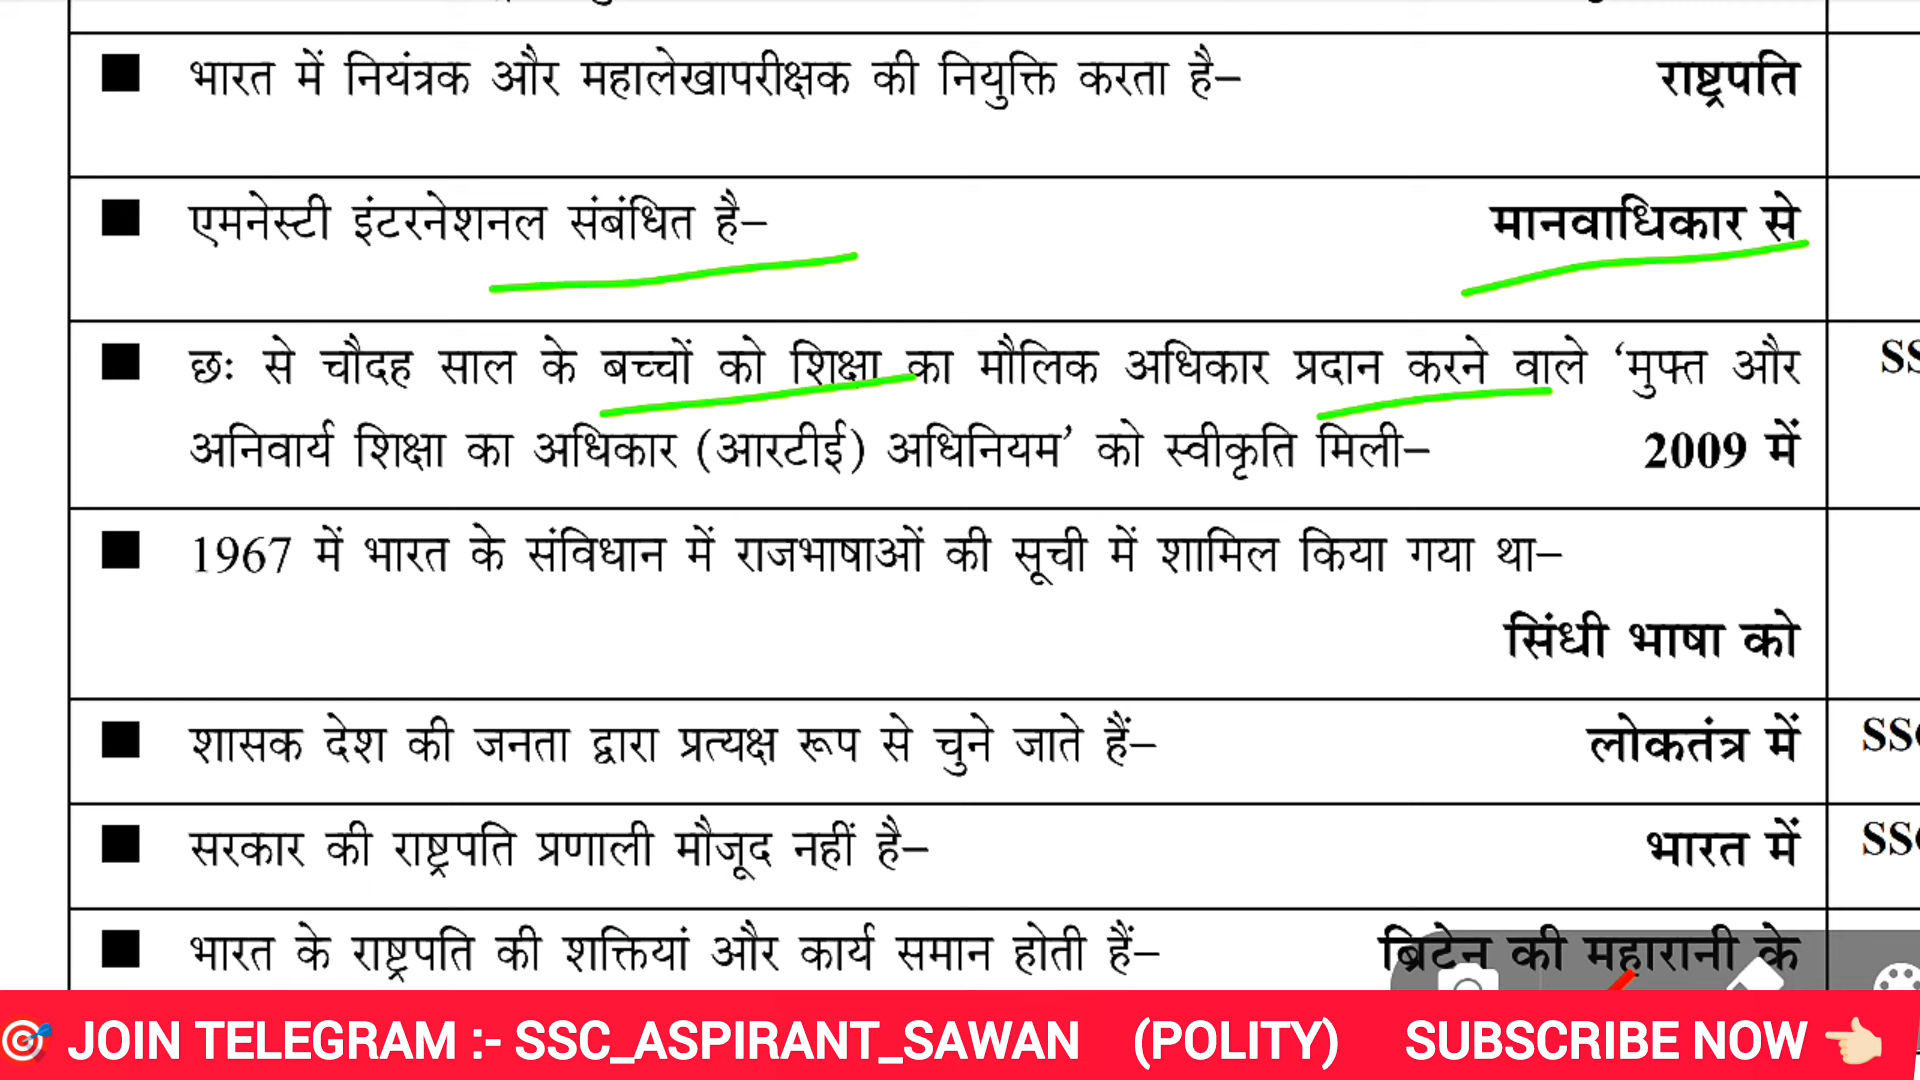 भारत में नियंत्रक और महालेखापरीक्षक की नियुक्ति करता है– राष्ट्रपति
एमनेस्टी इंटरनेशनल संबंधित है– मानवाधिकार से
छः से चौदह साल के बच्चों को शिक्षा का मौलिक अधिकार प्रदान करने वाले ‘मुफ्त और
अनिवार्य शिक्षा का अधिकार (आरटीई) अधिनियम’ को स्वीकृति मिली– 2009 में
1967 में भारत के संविधान में राजभाषाओं की सूची में शामिल किया गया था–
सिंधी भाषा को
शासक देश की जनता द्वारा प्रत्यक्ष रूप से चुने जाते हैं– लोकतंत्र में
सरकार की राष्ट्रपति प्रणाली मौजूद नहीं है– भारत में
भारत के राष्ट्रपति की शक्तियां और कार्य समान होती हैं– ब्रिटेन की महारानी के
JOIN TELEGRAM :- SSC_ASPIRANT_SAWAN (POLITY) SUBSCRIBE NOW